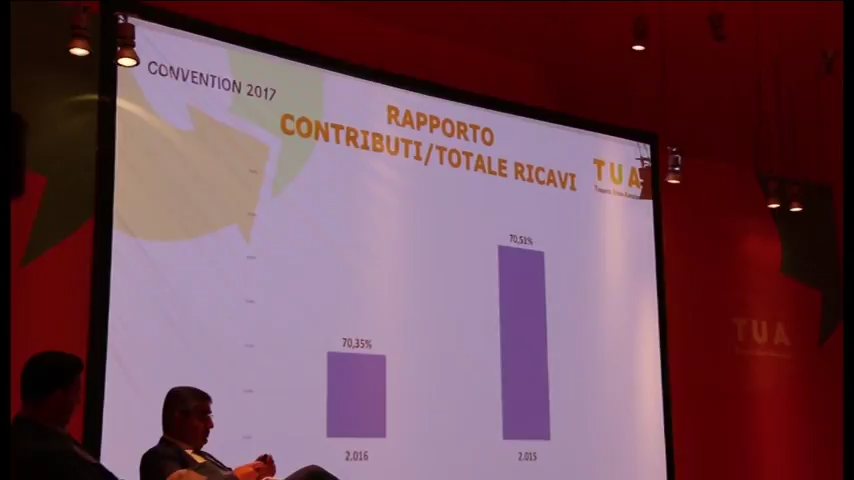 CONVENTION 2017
RAPPORTO
CONTRIBUTI/TOTALE RICAVI
TUA
70,51%
70,35%
2.016
2.015
TUA